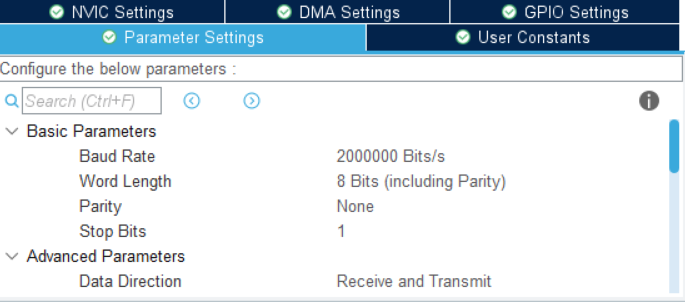 NVIC Settings DMA Settings GPIO Settings
Parameter Settings User Constants
Configure the below parameters :
Search (Ctrl+F)
Basic Parameters
Baud Rate 2000000 Bits/s
Word Length 8 Bits (including Parity)
Parity None
Stop Bits 1
Advanced Parameters
Data Direction Receive and Transmit